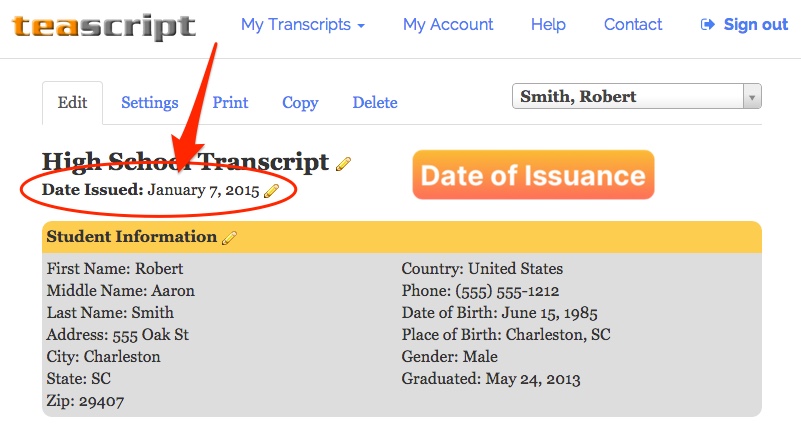 teascript My Transcripts My Account Help Contact Sign out
Edit Settings Print Copy Delete Smith, Robert
High School Transcript
Date Issued: January 7, 2015
Date of Issuance
Student Information
First Name: Robert
Middle Name: Aaron
Last Name: Smith
Address: 555 Oak St
City: Charleston
State: SC
Zip: 29407
Country: United States
Phone: (555) 555-1212
Date of Birth: June 15, 1985
Place of Birth: Charleston, SC
Gender: Male
Graduated: May 24, 2013